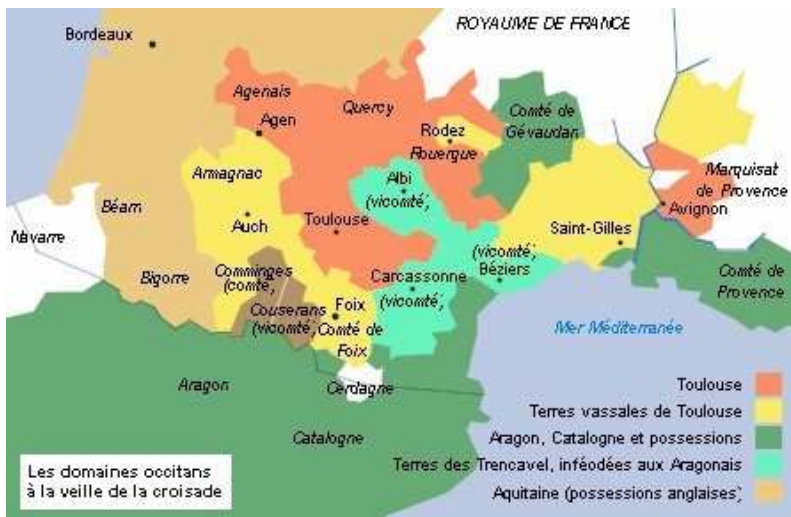 ROYAUME DE FRANCE
Bordeaux
Agenais
Quercy
Comté de
Gévaudan
Agen
Rodez
Rouergue
Armagnac
Albi
(vicomté)
Marquisat
de Provence
Avignon
Béarn
Auch
Toulouse
Saint-Gilles
Navarre
Bigorre
Comminges
(comté)
Carcassonne
(vicomté)
(vicomté)
Béziers
Comté de
Provence
Couserans
(vicomté)
Foix
Comté de
Foix
Mer Méditerranée
Aragon
Cerdagne
Catalogne
Toulouse
Terres vassales de Toulouse
Aragon, Catalogne et possessions
Terres des Trencavel, inféodées aux Aragonais
Aquitaine (possessions anglaises)
Les domaines occitans
à la veille de la croisade